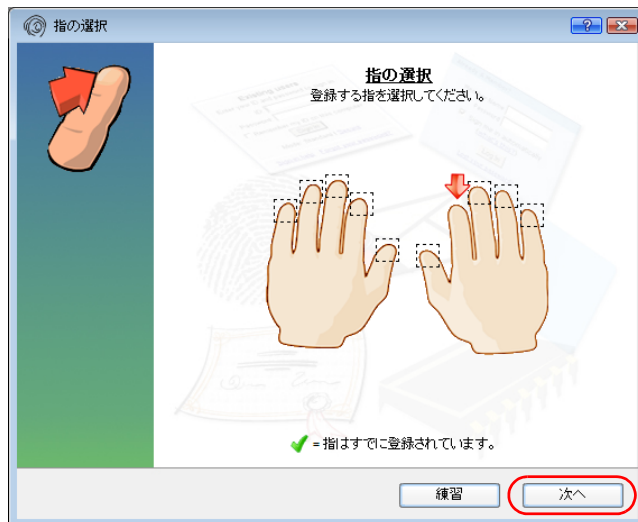 指の選択
指の選択
登録する指を選択してください。
= 指はすでに登録されています。
練習
次へ